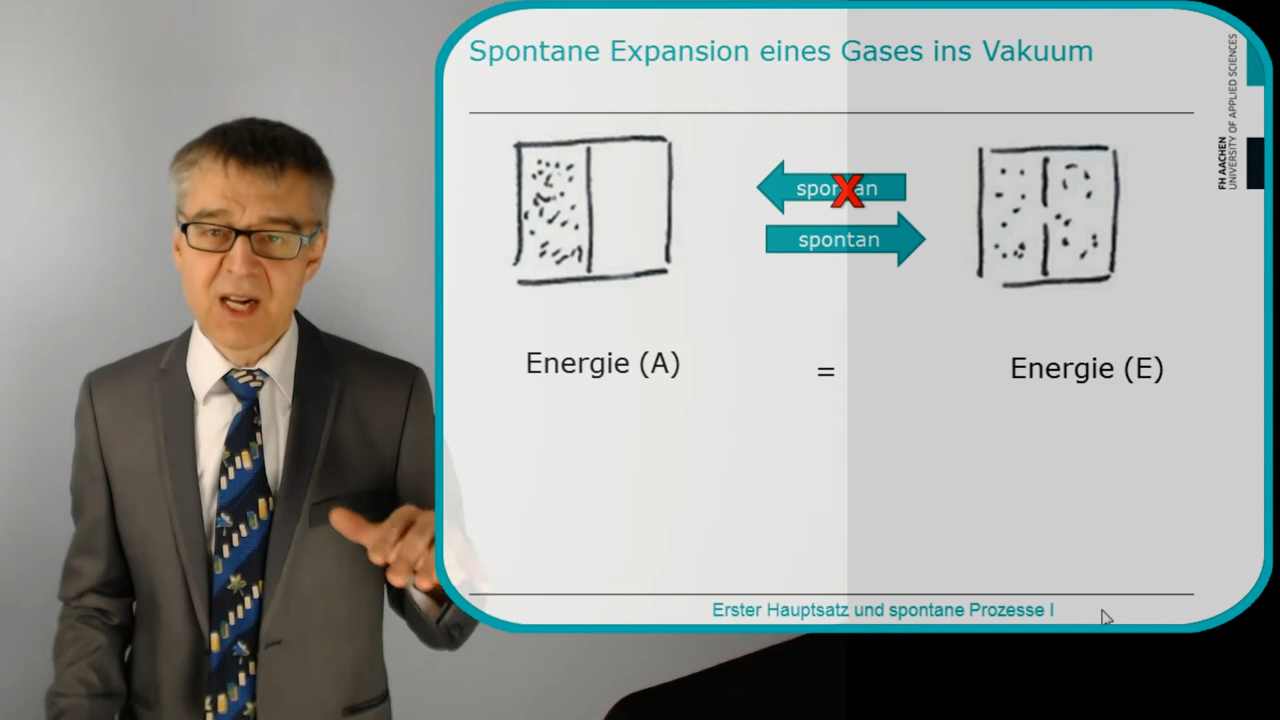 Spontane Expansion eines Gases ins Vakuum
FH AACHEN
UNIVERSITY OF APPLIED SCIENCES
spontan
spontan
Energie (A)
=
Energie (E)
Erster Hauptsatz und spontane Prozesse I